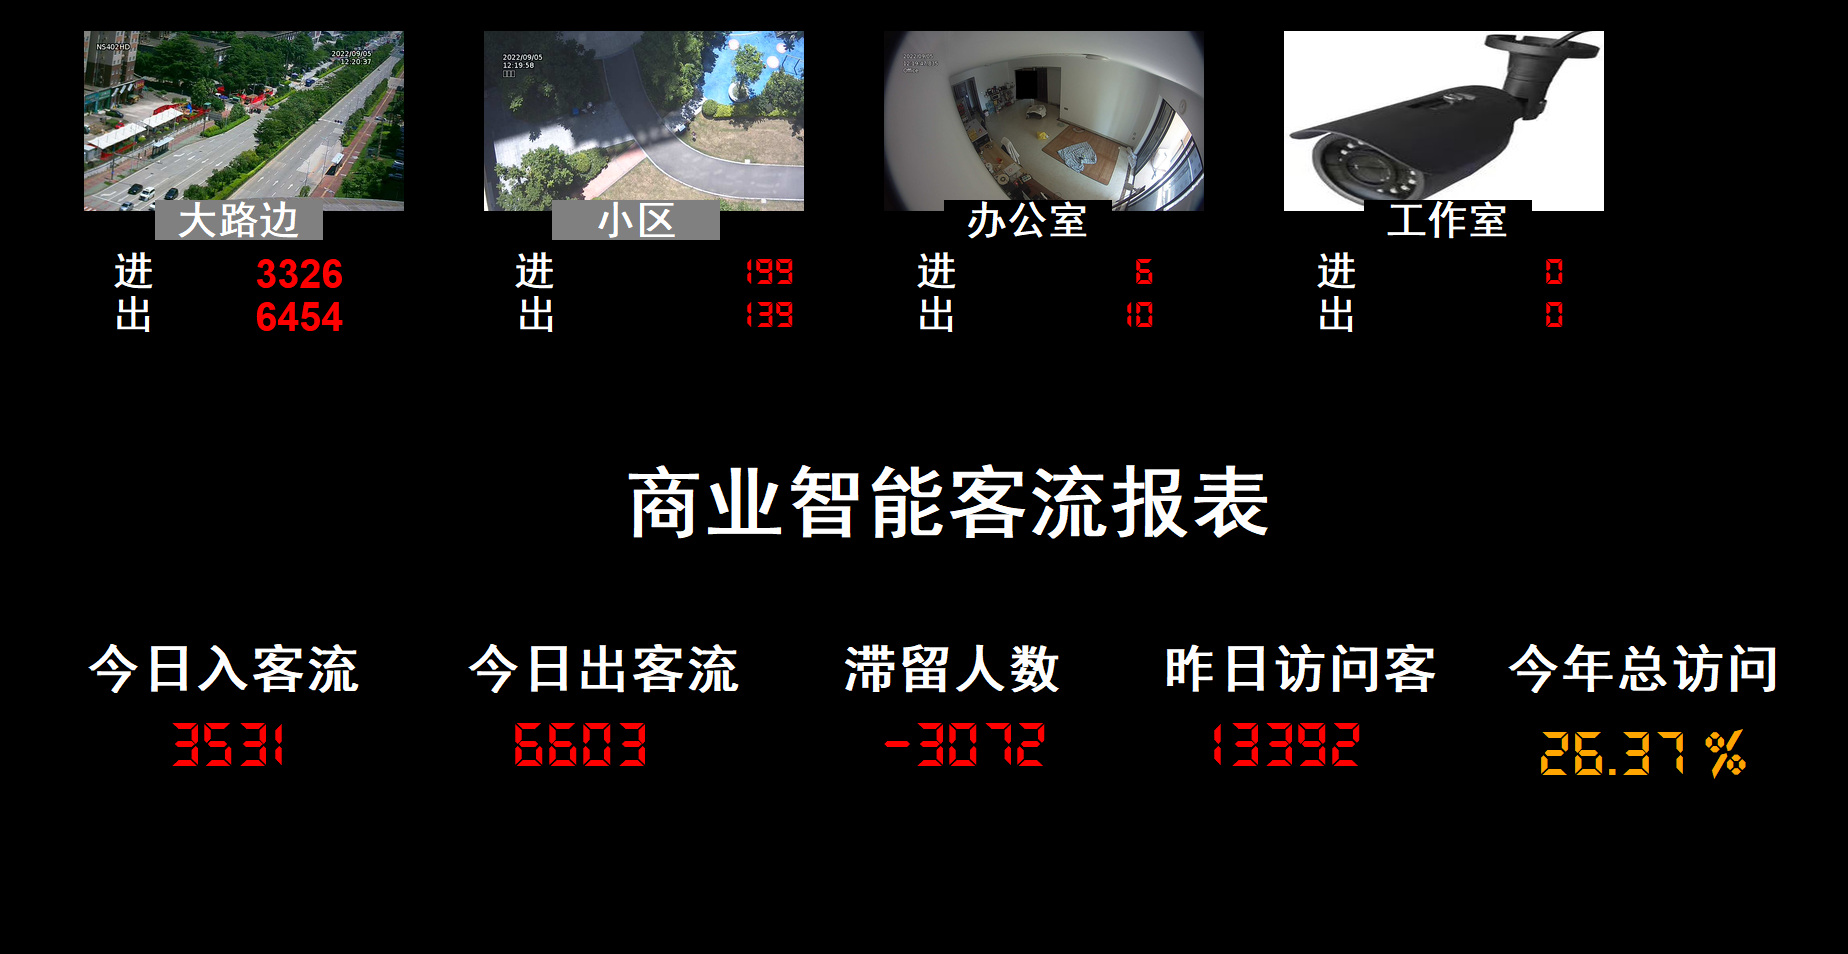 NS402HD
2022/09/05
12:20:37
2022/09/05
12:19:58
大路边
小区
办公室
工作室
进 3326
出 6454
进 199
出 139
进 6
出 10
进 0
出 0
商业智能客流报表
今日入客流
3531
今日出客流
6603
滞留人数
-3072
昨日访问客
13392
今年总访问
26.37 %